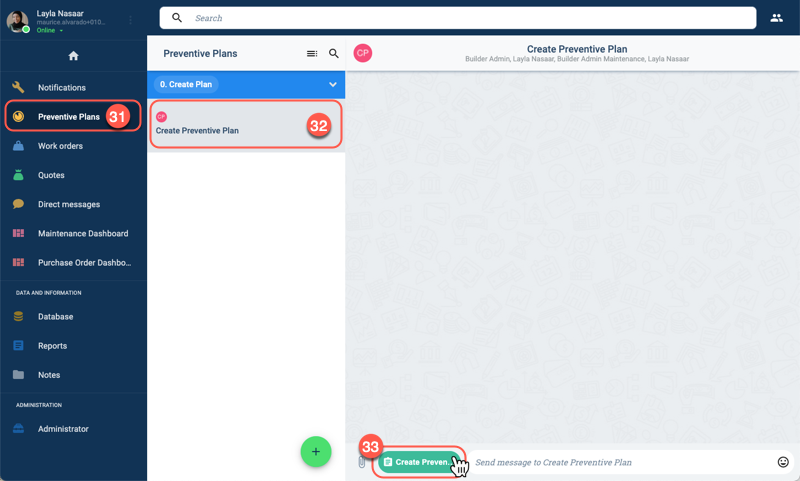 Layla Nasaar
maurice.alvarado+010...
Online
Search
Notifications
Preventive Plans
31
Work orders
Quotes
Direct messages
Maintenance Dashboard
Purchase Order Dashbo...
DATA AND INFORMATION
Database
Reports
Notes
ADMINISTRATION
Administrator
Preventive Plans
0. Create Plan
CP
Create Preventive Plan
32
+
CP
Create Preventive Plan
Builder Admin, Layla Nasaar, Builder Admin Maintenance, Layla Nasaar
33
Create Preven...
Send message to Create Preventive Plan